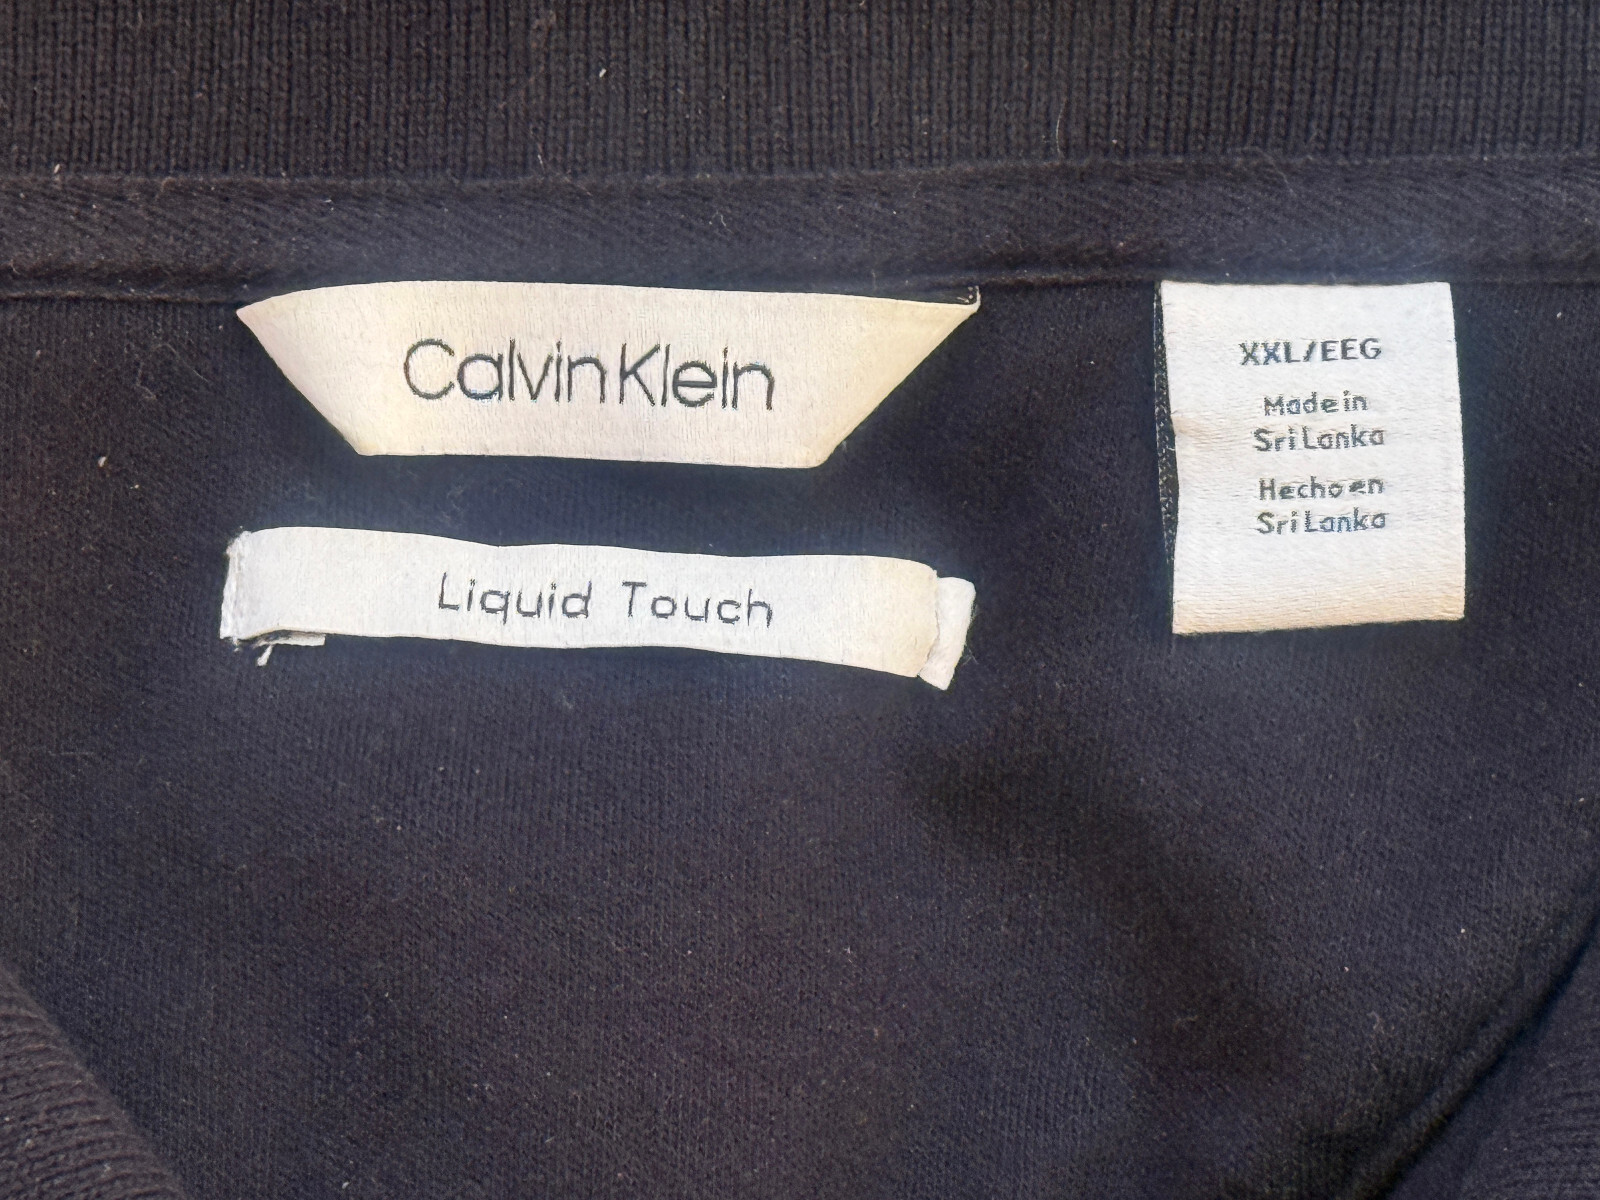 Calvin Klein
Liquid Touch
XXL/EEG
Made in
Sri Lanka
Hecho en
Sri Lanka